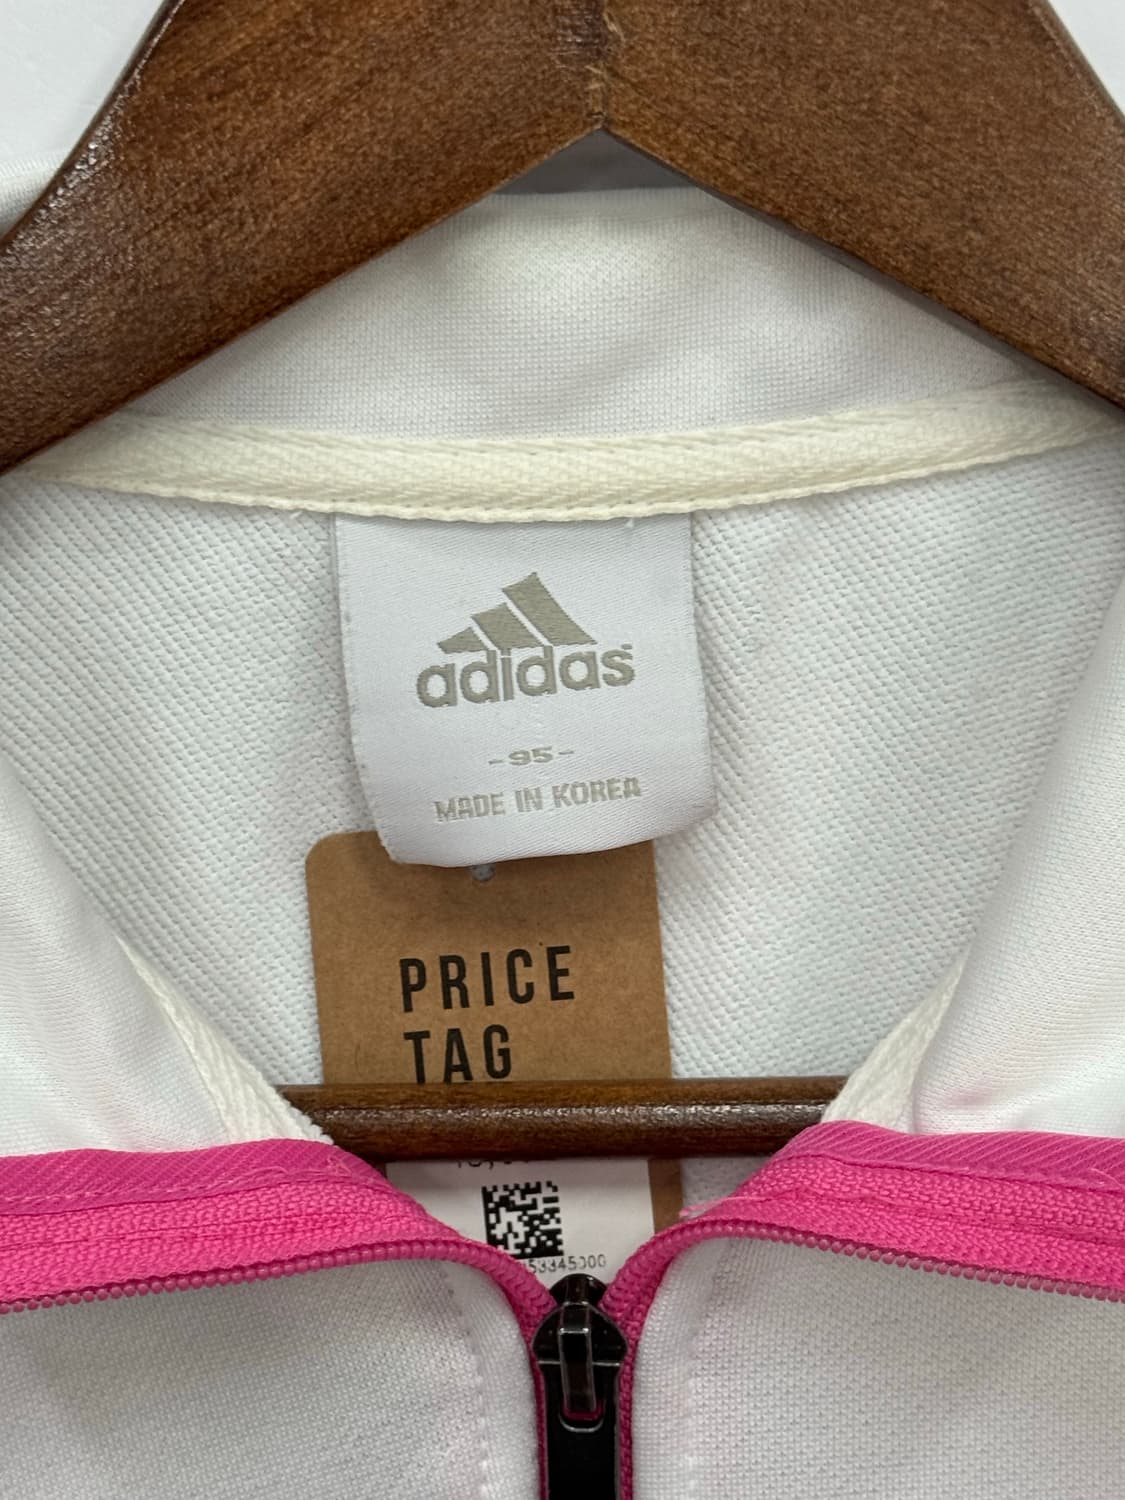 adidas
-95-
MADE IN KOREA
PRICE
TAG